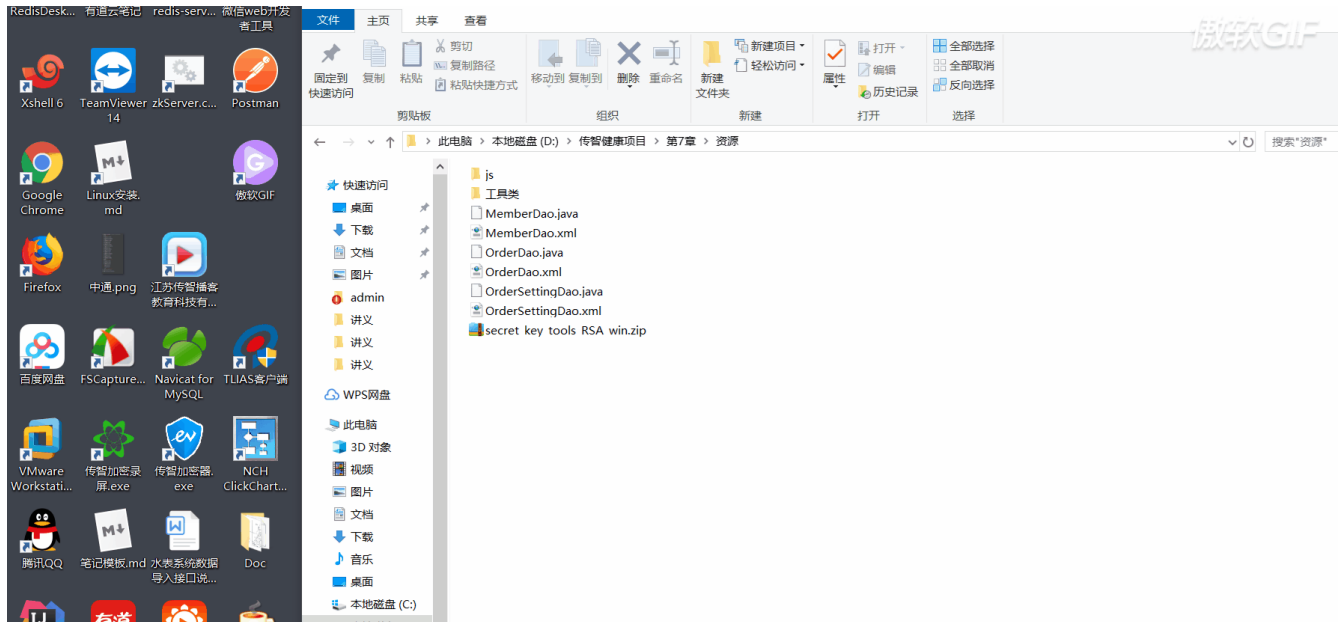 RedisDesk... 有道云笔记 redis-serv... 微信web开发
者工具
Xshell 6 TeamViewer zkServer.c... Postman
14
Google Linux安装. 傲软GIF
Chrome md
Firefox 中通.png 江苏传智播客
教育科技有...
百度网盘 FSCapture... Navicat for TLIAS客户端
MySQL
VMware 传智加密录 传智加密器. NCH
Workstati... 屏.exe exe ClickChart...
腾讯QQ 笔记模板.md 水表系统数据 Doc
导入接口说...
有道
文件 主页 共享 查看
傲软GIF
固定到
快速访问
复制
粘贴
剪切
复制路径
粘贴快捷方式
剪贴板
移动到 复制到 删除 重命名
组织
新建
文件夹
新建项目
轻松访问
新建
属性
打开
编辑
历史记录
打开
全部选择
全部取消
反向选择
选择
此电脑 > 本地磁盘 (D:) > 传智健康项目 > 第7章 > 资源
搜索"资源"
快速访问
桌面
下载
文档
图片
admin
讲义
讲义
讲义
WPS网盘
此电脑
3D 对象
视频
图片
文档
下载
音乐
桌面
本地磁盘 (C:)
js
工具类
MemberDao.java
MemberDao.xml
OrderDao.java
OrderDao.xml
OrderSettingDao.java
OrderSettingDao.xml
secret_key_tools_RSA_win.zip